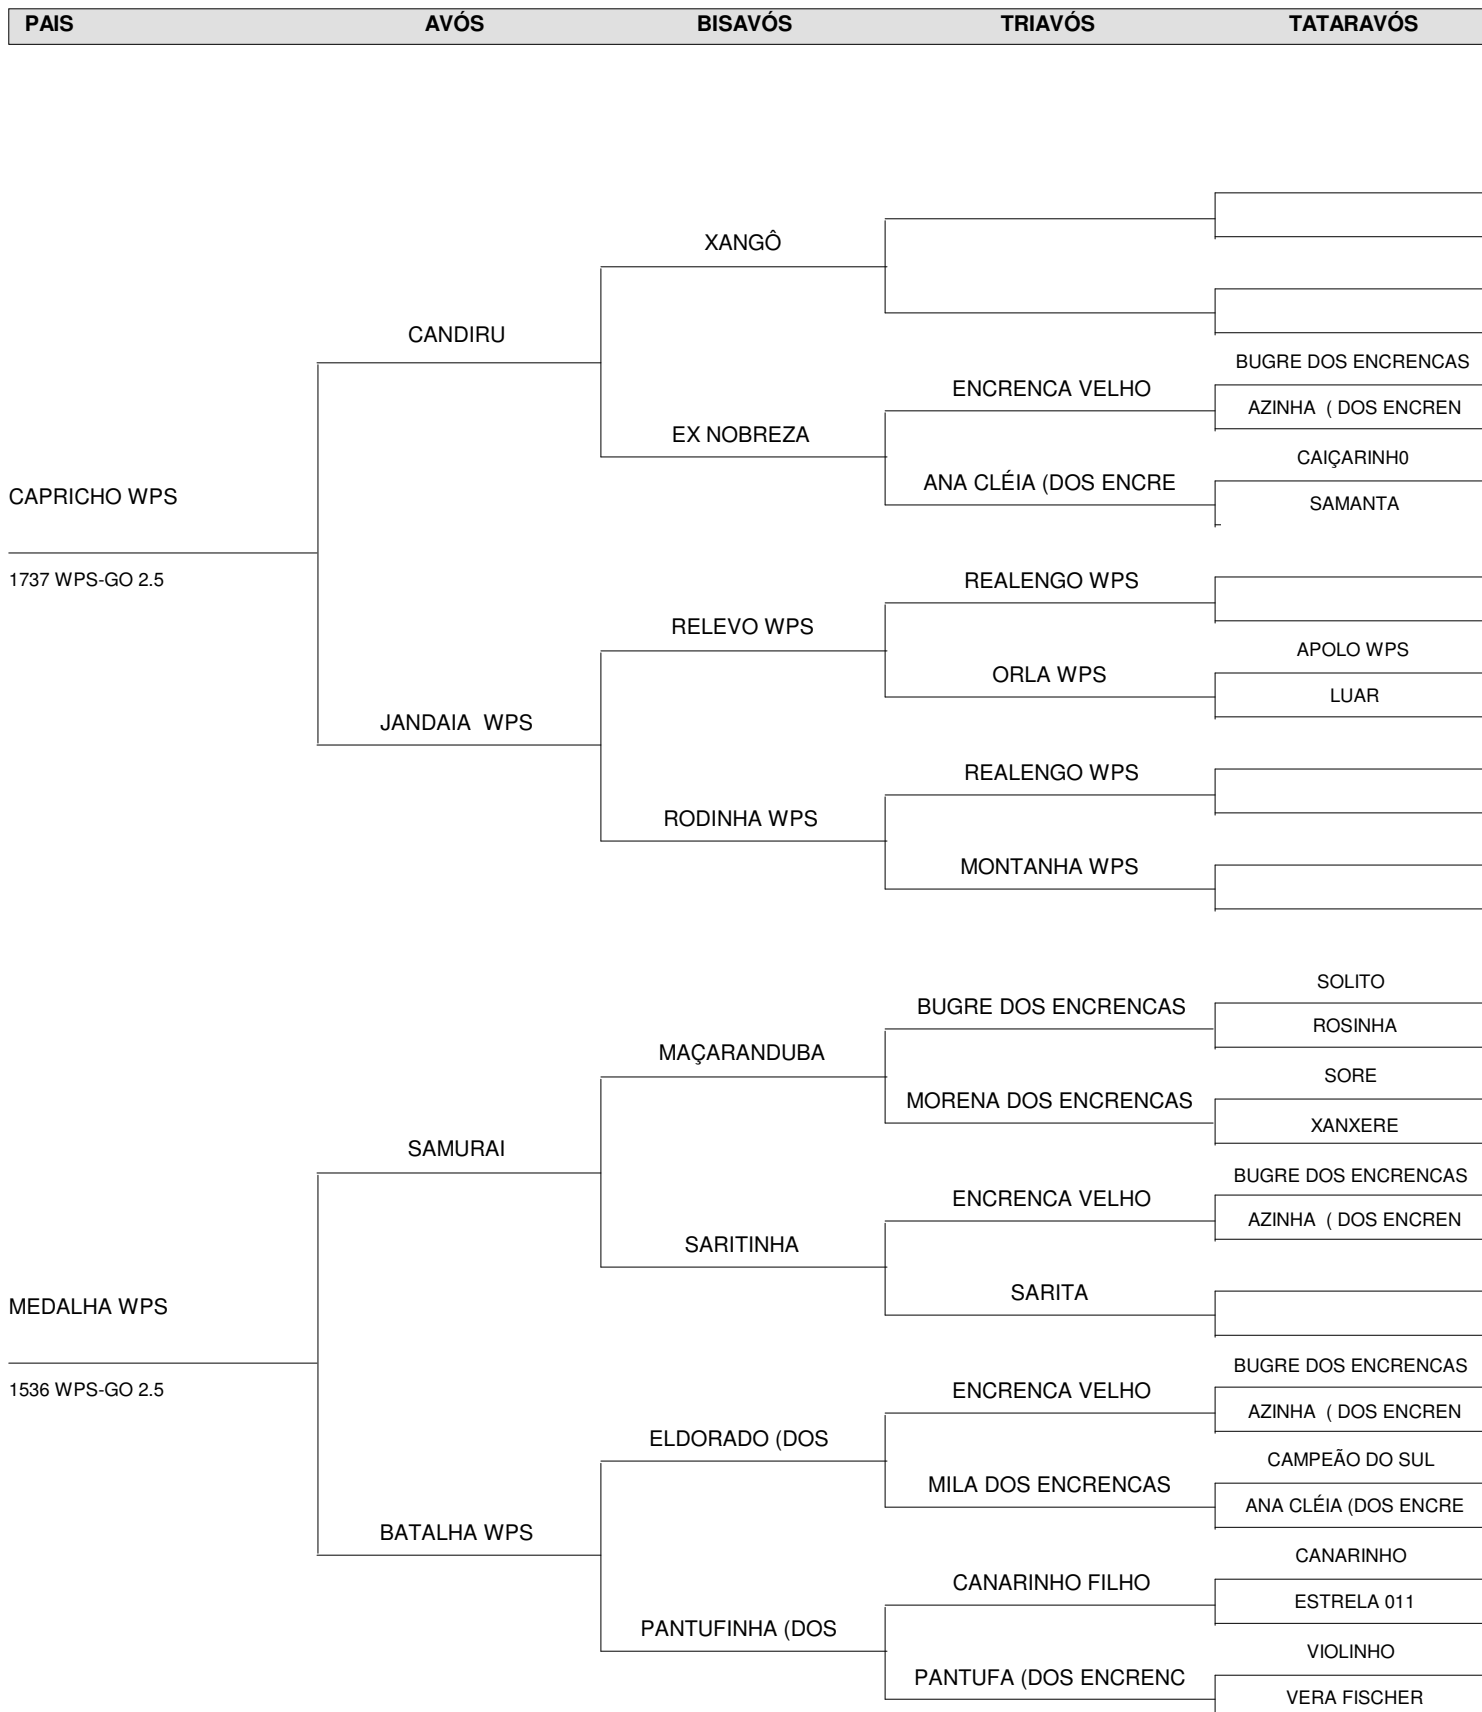 PAIS AVÓS BISAVÓS TRIAVÓS TATARAVÓS
XANGÔ
CANDIRU
BUGRE DOS ENCRENCAS
ENCRENCA VELHO
AZINHA ( DOS ENCREN
EX NOBREZA
CAIÇARINH0
ANA CLÉIA (DOS ENCRE
CAPRICHO WPS
SAMANTA
1737 WPS-GO 2.5
REALENGO WPS
RELEVO WPS
APOLO WPS
ORLA WPS
LUAR
JANDAIA WPS
REALENGO WPS
RODINHA WPS
MONTANHA WPS
SOLITO
BUGRE DOS ENCRENCAS
ROSINHA
MAÇARANDUBA
SORE
MORENA DOS ENCRENCAS
XANXERE
SAMURAI
BUGRE DOS ENCRENCAS
ENCRENCA VELHO
AZINHA ( DOS ENCREN
SARITINHA
SARITA
MEDALHA WPS
BUGRE DOS ENCRENCAS
1536 WPS-GO 2.5
ENCRENCA VELHO
AZINHA ( DOS ENCREN
ELDORADO (DOS
CAMPEÃO DO SUL
MILA DOS ENCRENCAS
ANA CLÉIA (DOS ENCRE
BATALHA WPS
CANARINHO
CANARINHO FILHO
ESTRELA 011
PANTUFINHA (DOS
VIOLINHO
PANTUFA (DOS ENCRENC
VERA FISCHER